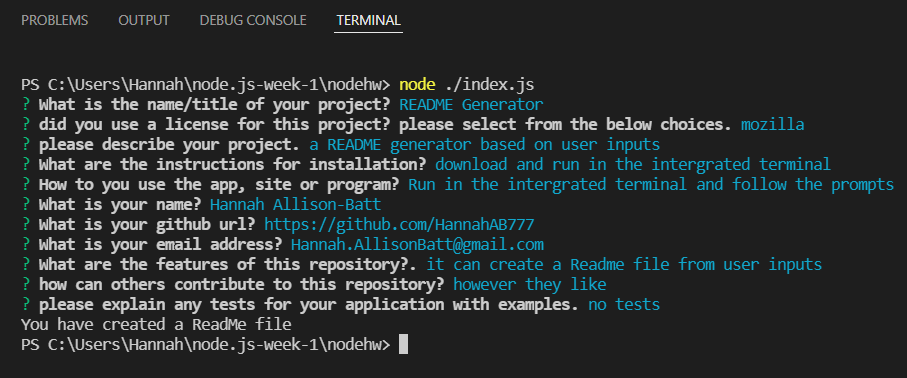 PROBLEMS OUTPUT DEBUG CONSOLE TERMINAL
PS C:\Users\Hannah\node.js-week-1\nodehw> node ./index.js
? What is the name/title of your project? README Generator
? did you use a license for this project? please select from the below choices. mozilla
? please describe your project. a README generator based on user inputs
? What are the instructions for installation? download and run in the intergrated terminal
? How to you use the app, site or program? Run in the intergrated terminal and follow the prompts
? What is your name? Hannah Allison-Batt
? What is your github url? https://github.com/HannahAB777
? What is your email address? Hannah.AllisonBatt@gmail.com
? What are the features of this repository?. it can create a Readme file from user inputs
? how can others contribute to this repository? however they like
? please explain any tests for your application with examples. no tests
You have created a ReadMe file
PS C:\Users\Hannah\node.js-week-1\nodehw>